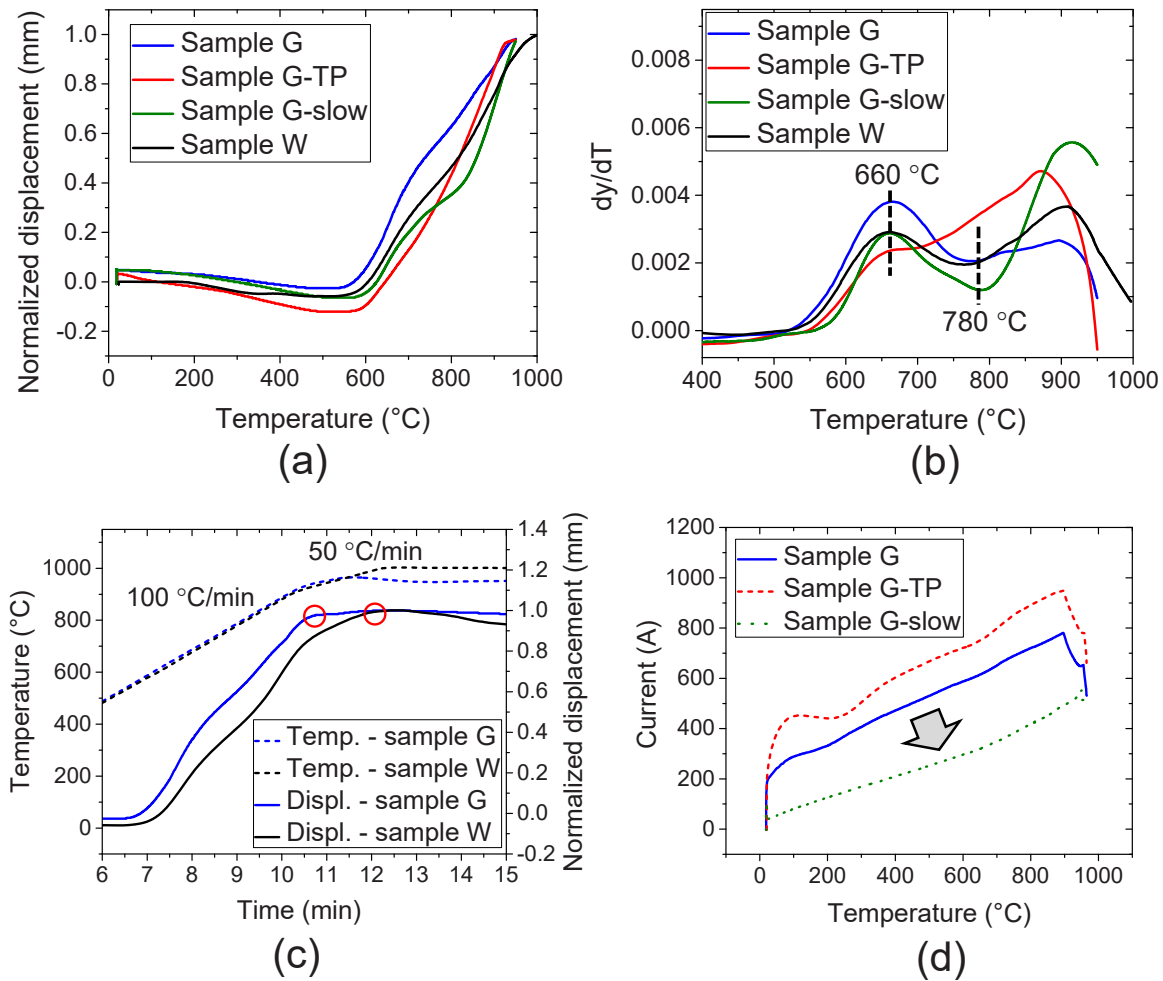 Sample G
Sample G-TP
Sample G-slow
Sample W
Normalized displacement (mm)
1.0
0.8
0.6
0.4
0.2
0.0
-0.2
0
200
400
600
800
1000
Temperature (°C)
(a)
Sample G
Sample G-TP
Sample G-slow
Sample W
660 °C
780 °C
dy/dT
0.008
0.006
0.004
0.002
0.000
400
500
600
700
800
900
1000
Temperature (°C)
(b)
50 °C/min
100 °C/min
Temp. - sample G
Temp. - sample W
Displ. - sample G
Displ. - sample W
Temperature (°C)
1000
800
600
400
200
0
Normalized displacement (mm)
1.4
1.2
1.0
0.8
0.6
0.4
0.2
0.0
-0.2
6
7
8
9
10
11
12
13
14
15
Time (min)
(c)
Sample G
Sample G-TP
Sample G-slow
Current (A)
1200
1000
800
600
400
200
0
0
200
400
600
800
1000
Temperature (°C)
(d)